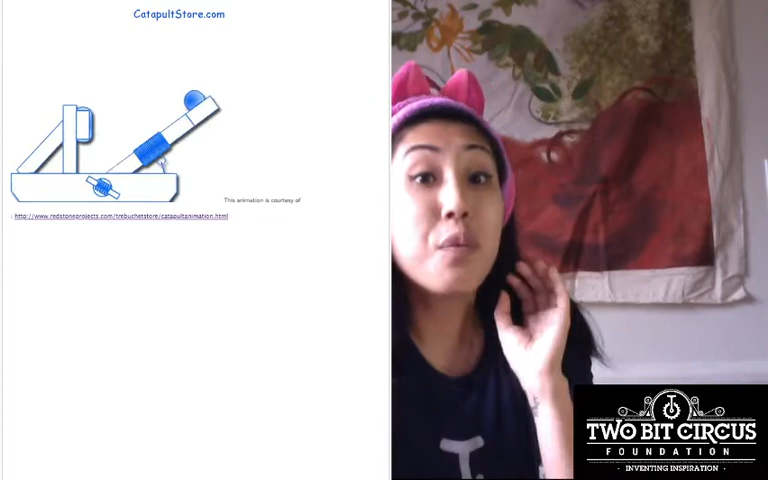 CatapultStore.com
This animation is courtesy of
: http://www.redstoneprojects.com/trebuchetstore/catapultanimation.html
T
TWO BIT CIRCUS
FOUNDATION
· INVENTING INSPIRATION ·